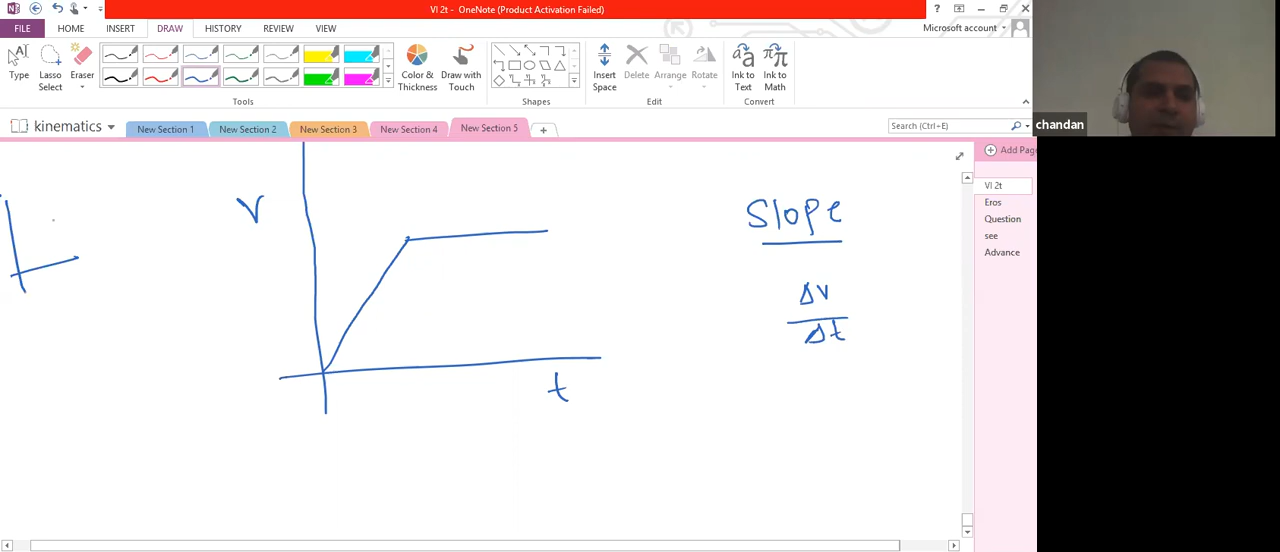 VI 2t - OneNote (Product Activation Failed)
?
FILE HOME INSERT DRAW HISTORY REVIEW VIEW
Microsoft account
Type
Lasso Select
Eraser
Color & Thickness
Draw with Touch
Insert Space
Delete
Arrange
Rotate
Ink to Text
Ink to Math
Tools
Shapes
Edit
Convert
kinematics
New Section 1
New Section 2
New Section 3
New Section 4
New Section 5
Search (Ctrl+E)
chandan
Add Pag
VI 2t
Eros
Question
see
Advance
V
t
Slope
Δv
Δt